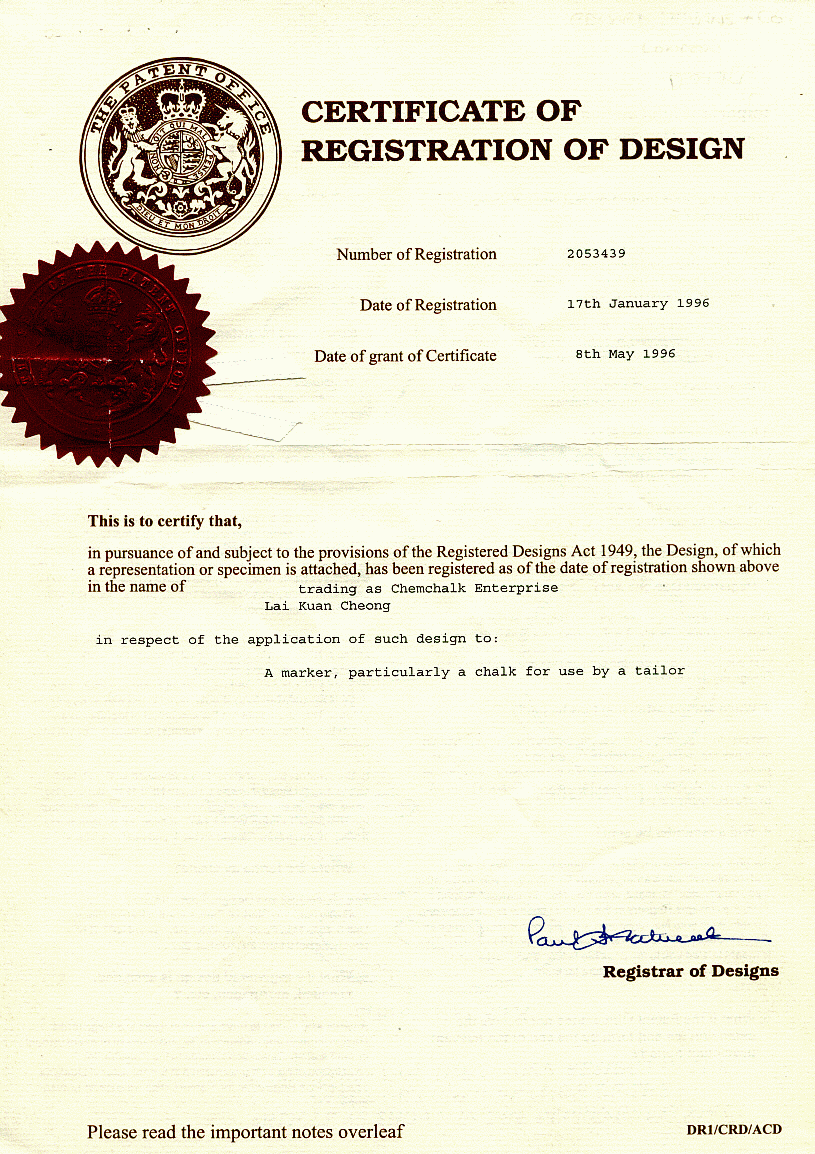 THE PATENT OFFICE
DIEU ET MON DROIT
CERTIFICATE OF
REGISTRATION OF DESIGN
Number of Registration 2053439
Date of Registration 17th January 1996
Date of grant of Certificate 8th May 1996
This is to certify that,
in pursuance of and subject to the provisions of the Registered Designs Act 1949, the Design, of which
a representation or specimen is attached, has been registered as of the date of registration shown above
in the name of trading as Chemchalk Enterprise
Lai Kuan Cheong
in respect of the application of such design to:
A marker, particularly a chalk for use by a tailor
Registrar of Designs
Please read the important notes overleaf DR1/CRD/ACD